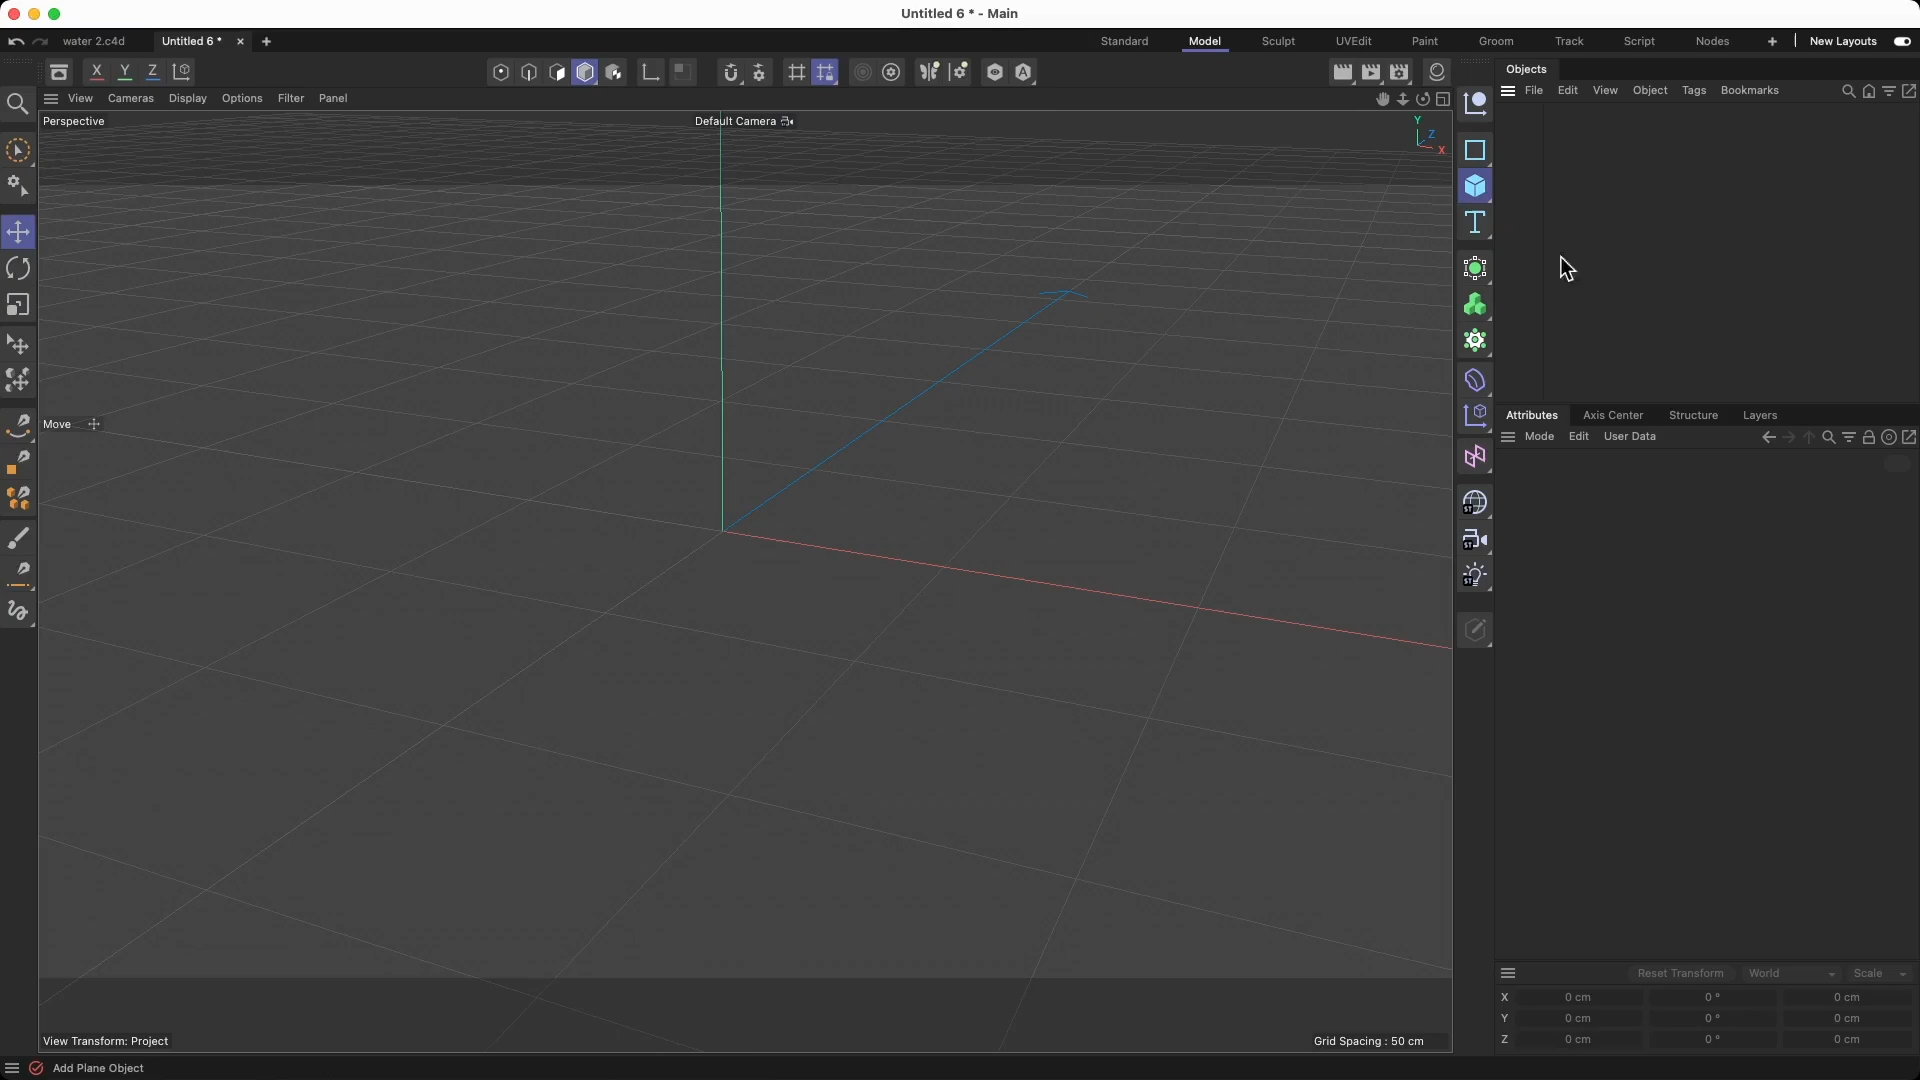 Untitled 6 * - Main
water 2.c4d Untitled 6 * Standard Model Sculpt UVEdit Paint Groom Track Script Nodes New Layouts
X Y Z Objects
View Cameras Display Options Filter Panel File Edit View Object Tags Bookmarks
Perspective Default Camera Y Z X
Move
Attributes Axis Center Structure Layers
Mode Edit User Data
ST
ST
ST
Reset Transform World Scale
X 0 cm 0 ° 0 cm
Y 0 cm 0 ° 0 cm
Z 0 cm 0 ° 0 cm
View Transform: Project Grid Spacing : 50 cm
Add Plane Object